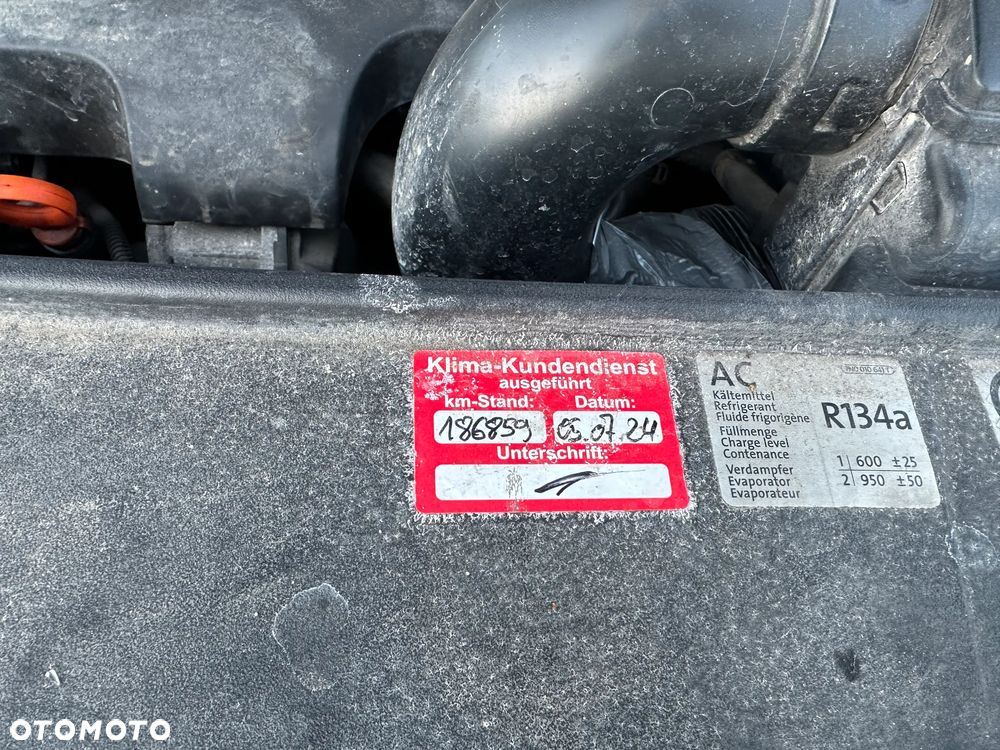 Klima-Kundendienst
ausgeführt
km-Stand: Datum:
186859 05.07.24
Unterschrift:
AC
Kältemittel
Refrigerant
Fluide frigorigène
R134a
Füllmenge
Charge level
Contenance
Verdampfer
Evaporator
Evaporateur
1 600 ±25
2 950 ±50
OTOMOTO